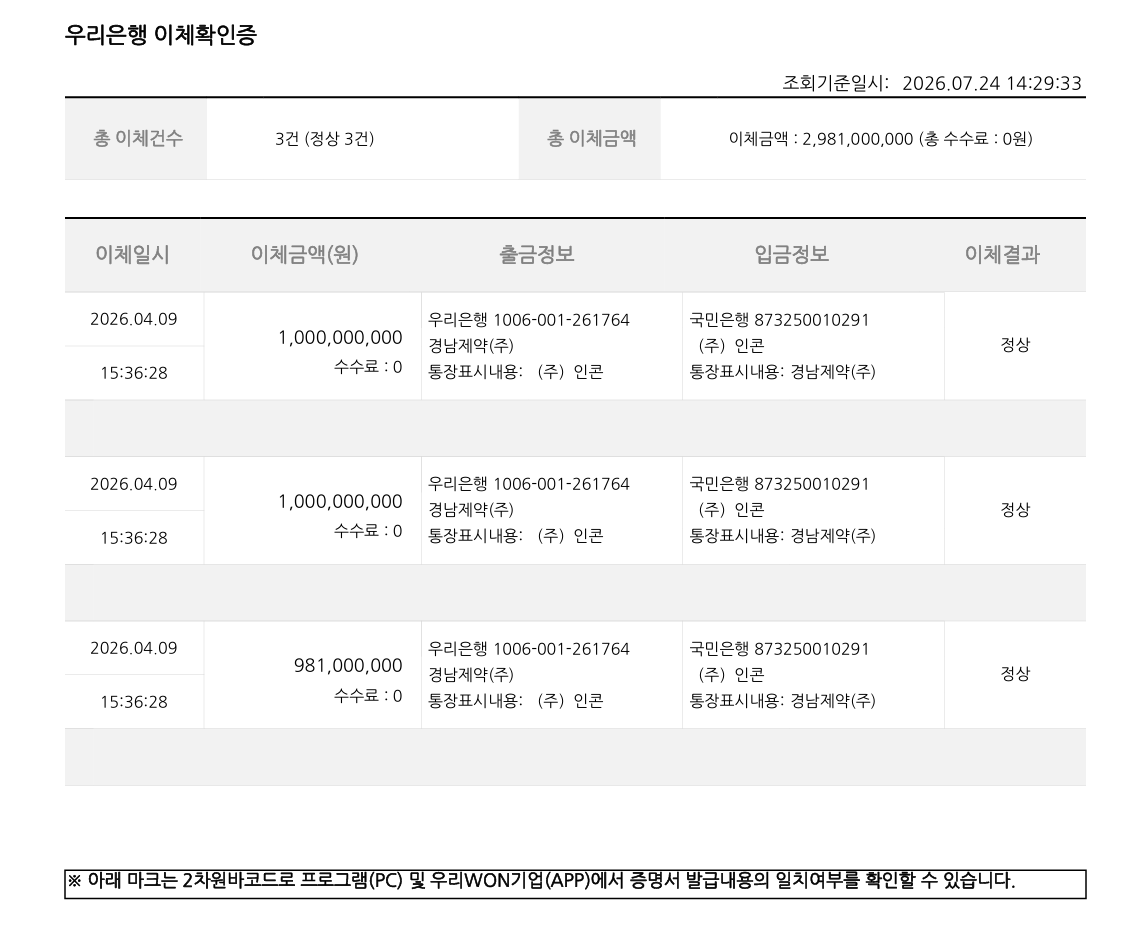 우리은행 이체확인증
조회기준일시: 2026.07.24 14:29:33
총 이체건수 3건 (정상 3건) 총 이체금액 이체금액 : 2,981,000,000 (총 수수료 : 0원)
이체일시 이체금액(원) 출금정보 입금정보 이체결과
2026.04.09
15:36:28
1,000,000,000
수수료 : 0
우리은행 1006-001-261764
경남제약(주)
통장표시내용: (주) 인콘
국민은행 873250010291
(주) 인콘
통장표시내용: 경남제약(주)
정상
2026.04.09
15:36:28
1,000,000,000
수수료 : 0
우리은행 1006-001-261764
경남제약(주)
통장표시내용: (주) 인콘
국민은행 873250010291
(주) 인콘
통장표시내용: 경남제약(주)
정상
2026.04.09
15:36:28
981,000,000
수수료 : 0
우리은행 1006-001-261764
경남제약(주)
통장표시내용: (주) 인콘
국민은행 873250010291
(주) 인콘
통장표시내용: 경남제약(주)
정상
※ 아래 마크는 2차원바코드로 프로그램(PC) 및 우리WON기업(APP)에서 증명서 발급내용의 일치여부를 확인할 수 있습니다.